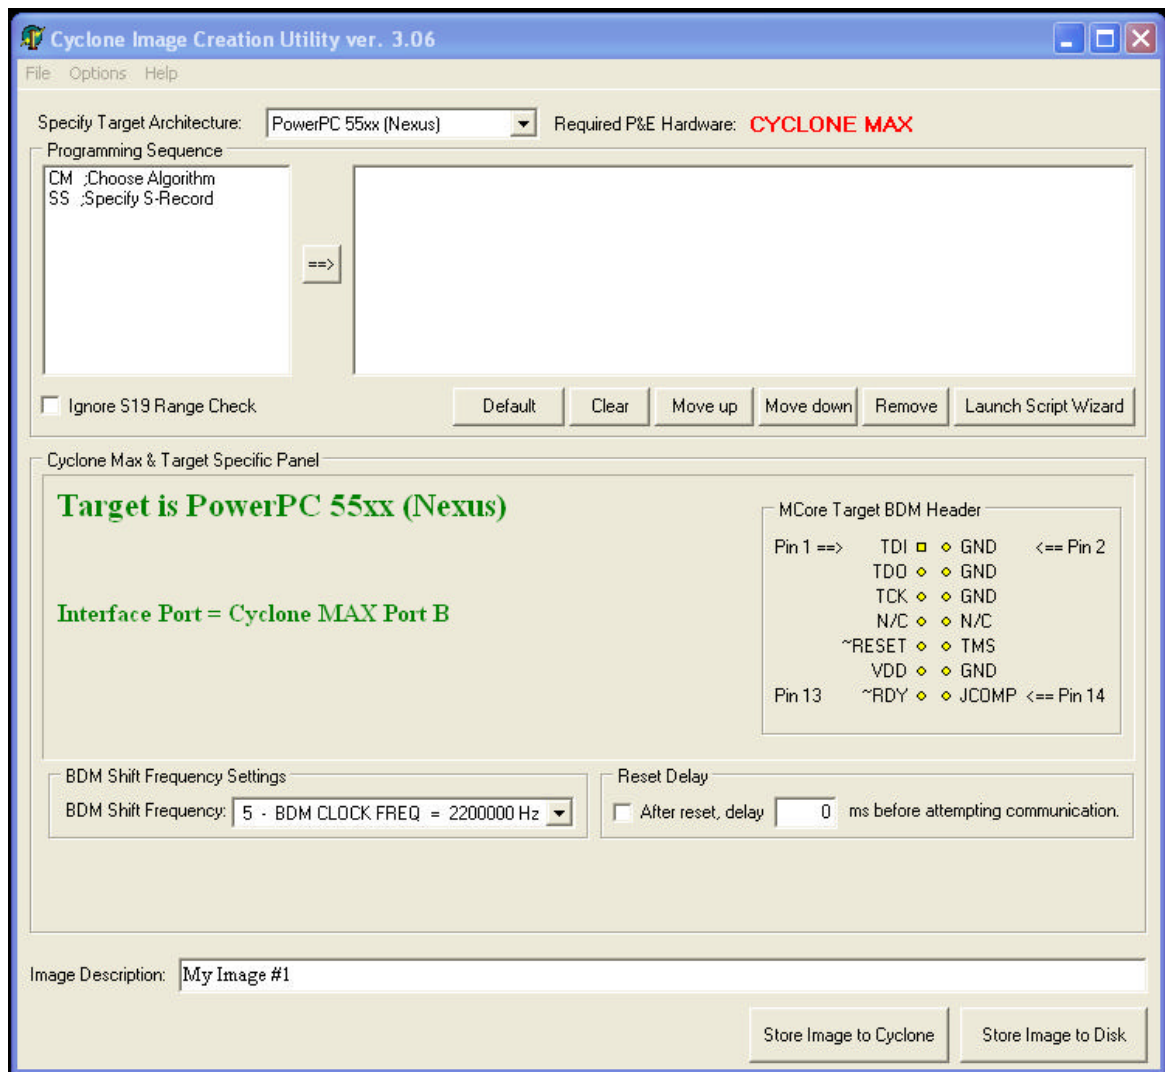 Cyclone Image Creation Utility ver. 3.06
File Options Help
Specify Target Architecture: PowerPC 55xx (Nexus) Required P&E Hardware: CYCLONE MAX
Programming Sequence
CM ;Choose Algorithm
SS ;Specify S-Record
==>
Ignore S19 Range Check Default Clear Move up Move down Remove Launch Script Wizard
Cyclone Max & Target Specific Panel
Target is PowerPC 55xx (Nexus)
Interface Port = Cyclone MAX Port B
MCore Target BDM Header
Pin 1 ==> TDI GND <== Pin 2
TDO GND
TCK GND
N/C N/C
~RESET TMS
VDD GND
Pin 13 ~RDY JCOMP <== Pin 14
BDM Shift Frequency Settings
BDM Shift Frequency: 5 - BDM CLOCK FREQ = 2200000 Hz
Reset Delay
After reset, delay 0 ms before attempting communication.
Image Description: My Image #1
Store Image to Cyclone Store Image to Disk